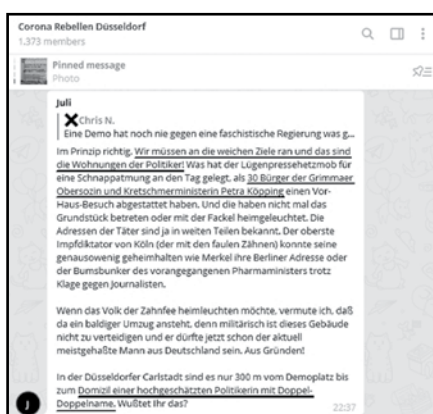 Corona Rebellen Düsseldorf
1.373 members
Pinned message
Photo
Juli
Chris N.
Eine Demo hat noch nie gegen eine faschistische Regierung was g...
Im Prinzip richtig. Wir müssen an die weichen Ziele ran und das sind
die Wohnungen der Politiker! Was hat der Lügenpressehetzmob für
eine Schnappatmung an den Tag gelegt, als 30 Bürger der Grimmaer
Obersozin und Kretschmerministerin Petra Köpping einen Vor-
Haus-Besuch abgestattet haben. Und die haben nicht mal das
Grundstück betreten oder mit der Fackel heimgeleuchtet. Die
Adressen der Täter sind ja in weiten Teilen bekannt. Der oberste
Impfdiktator von Köln (der mit den faulen Zähnen) konnte seine
genausowenig geheimhalten wie Merkel ihre Berliner Adresse oder
der Bumsbunker des vorangegangenen Pharmaministers trotz
Klage gegen Journalisten.
Wenn das Volk der Zahnfee heimleuchten möchte, vermute ich, daß
da ein baldiger Umzug ansteht, denn militärisch ist dieses Gebäude
nicht zu verteidigen und er dürfte jetzt schon der aktuell
meistgehaßte Mann aus Deutschland sein. Aus Gründen!
In der Düsseldorfer Carlstadt sind es nur 300 m vom Demoplatz bis
zum Domizil einer hochgeschätzten Politikerin mit Doppel-
Doppelname. Wußtet Ihr das?
22:37
J